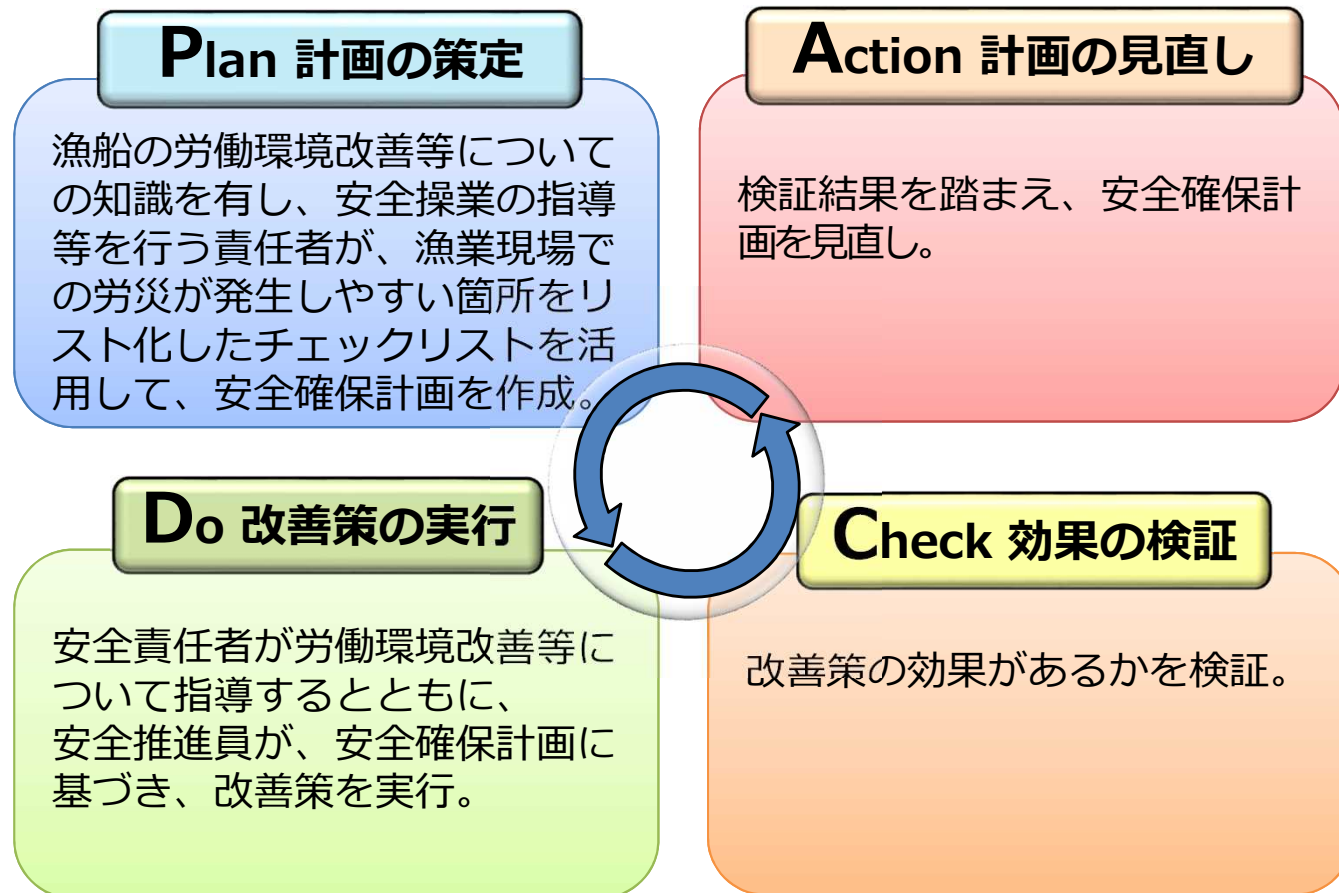 Plan 計画の策定
漁船の労働環境改善等について
の知識を有し、安全操業の指導
等を行う責任者が、漁業現場で
の労災が発生しやすい箇所をリ
スト化したチェックリストを活
用して、安全確保計画を作成。
Action 計画の見直し
検証結果を踏まえ、安全確保計
画を見直し。
Do 改善策の実行
安全責任者が労働環境改善等に
ついて指導するとともに、
安全推進員が、安全確保計画に
基づき、改善策を実行。
Check 効果の検証
改善策の効果があるかを検証。